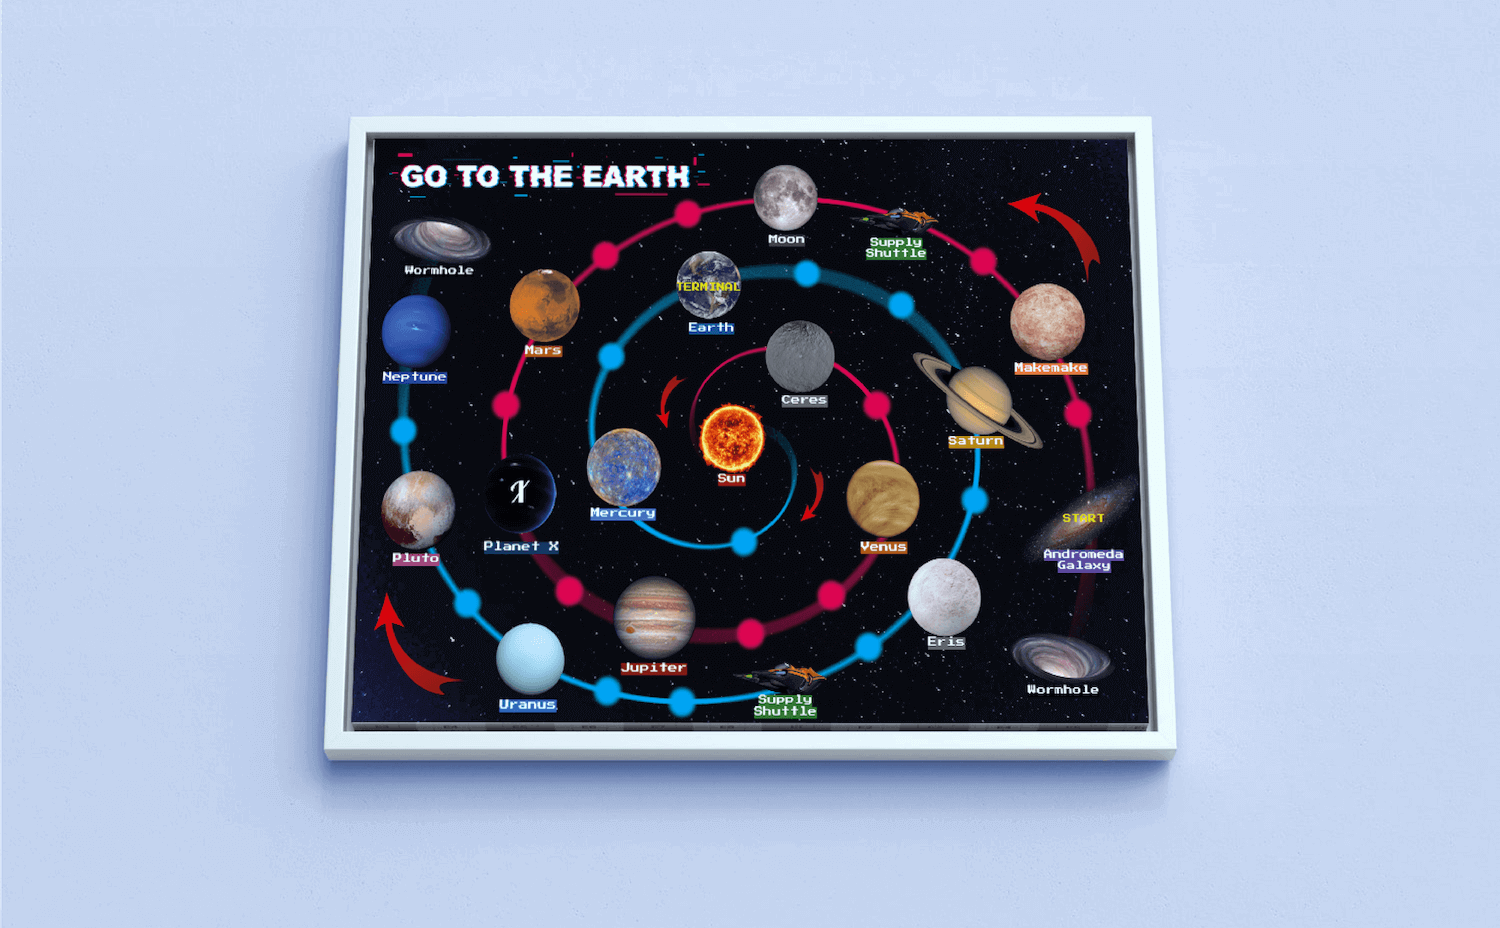 GO TO THE EARTH
Moon
Supply
Shuttle
Wormhole
TERMINAL
Earth
Mars
Neptune
Makemake
Ceres
Saturn
Sun
X
Mercury
START
Planet X
Venus
Pluto
Andromeda
Galaxy
Eris
Jupiter
Wormhole
Uranus
Supply
Shuttle